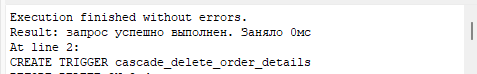 Execution finished without errors.
Result: запрос успешно выполнен. Заняло 0мс
At line 2:
CREATE TRIGGER cascade_delete_order_details